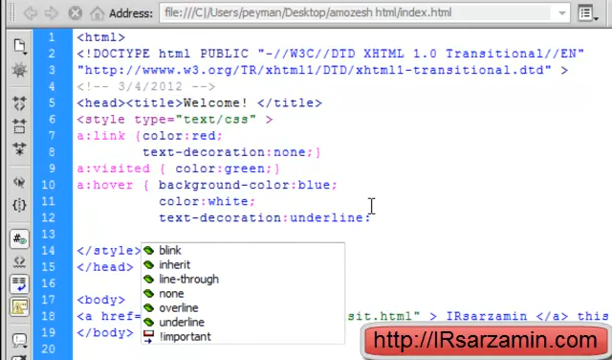 Address: file:///C|/Users/peyman/Desktop/amozesh html/index.html
1 <html>
2 <!DOCTYPE html PUBLIC "-//W3C//DTD XHTML 1.0 Transitional//EN"
3 "http://wwww.w3.org/TR/xhtml1/DTD/xhtml1-transitional.dtd" >
4 <!-- 3/4/2012 -->
5 <head><title>Welcome! </title>
6 <style type="text/css" >
7 a:link {color:red;
8 text-decoration:none;}
9 a:visited { color:green;}
10 a:hover { background-color:blue;
11 color:white;
12 text-decoration:underline:
13
14 </style>
15 </head>
16
17 <body>
18 <a href= sit.html" > IRsarzamin </a> this
19 </body>
20
blink
inherit
line-through
none
overline
underline
!important
http://IRsarzamin.com